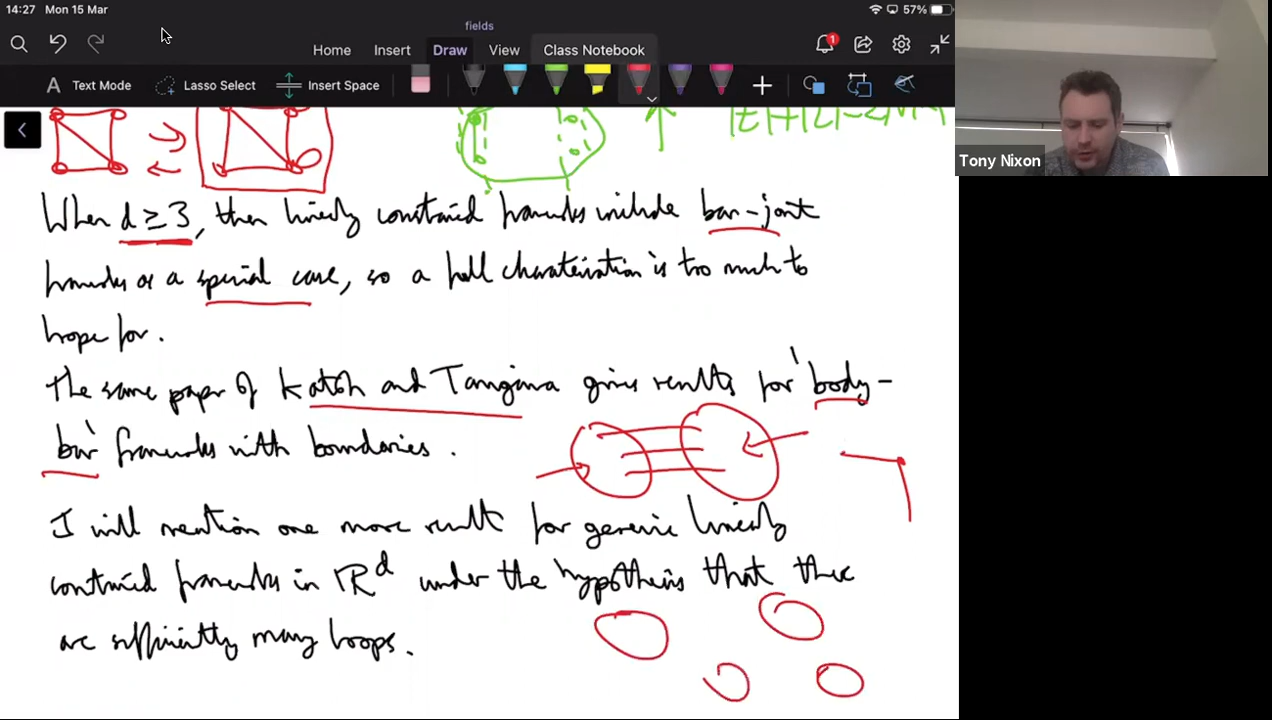 14:27 Mon 15 Mar
57%
fields
Home Insert Draw View Class Notebook
1
Text Mode Lasso Select Insert Space
Tony Nixon
When d ≥ 3, then linearly constrained frameworks include bar-joint
frameworks as a special case, so a full characterisation is too much to
hope for.
The same paper of Katoh and Tanigawa gives results for 'body-
bar' frameworks with boundaries.
I will mention one more result for generic linearly
constrained frameworks in ℝᵈ under the hypothesis that there
are sufficiently many loops.